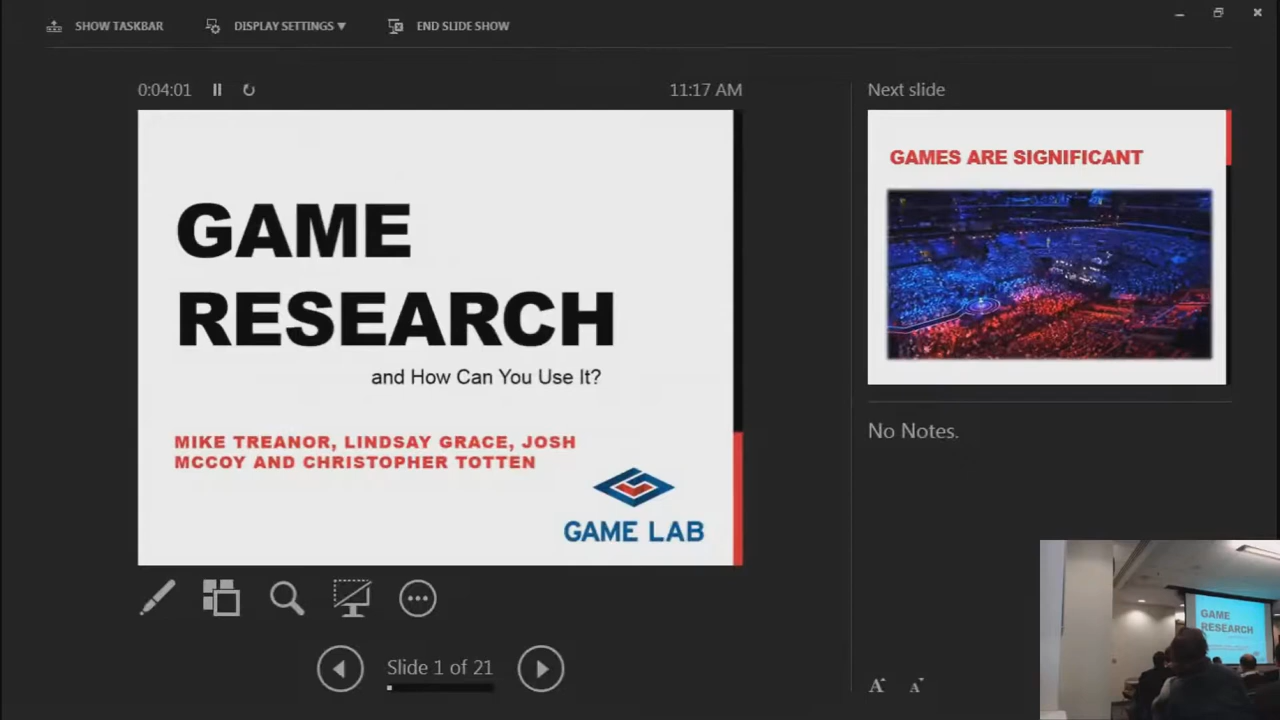 SHOW TASKBAR
DISPLAY SETTINGS ▼
END SLIDE SHOW
0:04:01
11:17 AM
GAME
RESEARCH
and How Can You Use It?
MIKE TREANOR, LINDSAY GRACE, JOSH
MCCOY AND CHRISTOPHER TOTTEN
GAME LAB
Slide 1 of 21
Next slide
GAMES ARE SIGNIFICANT
No Notes.
A A
GAME
RESEARCH